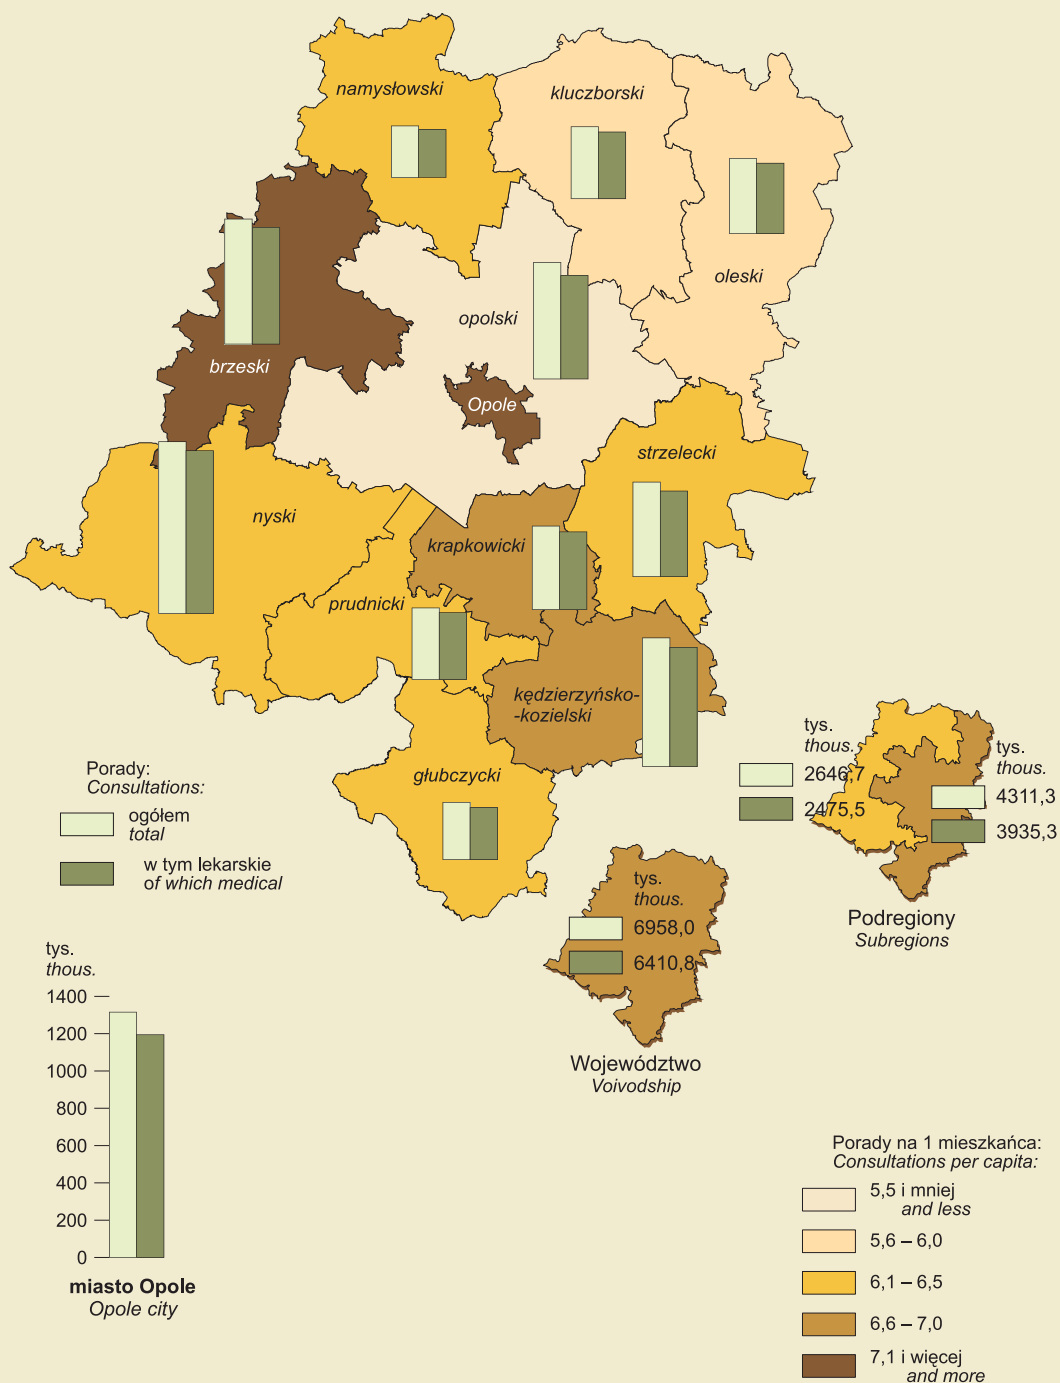 namysłowski
kluczborski
oleski
opolski
brzeski
Opole
strzelecki
nyski
krapkowicki
prudnicki
kędzierzyńsko-
-kozielski
głubczycki
Porady:
Consultations:
ogółem
total
w tym lekarskie
of which medical
tys.
thous.
2646,7
2475,5
tys.
thous.
4311,3
3935,3
Podregiony
Subregions
tys.
thous.
6958,0
6410,8
Województwo
Voivodship
tys.
thous.
1400
1200
1000
800
600
400
200
0
miasto Opole
Opole city
Porady na 1 mieszkańca:
Consultations per capita:
5,5 i mniej
and less
5,6 – 6,0
6,1 – 6,5
6,6 – 7,0
7,1 i więcej
and more